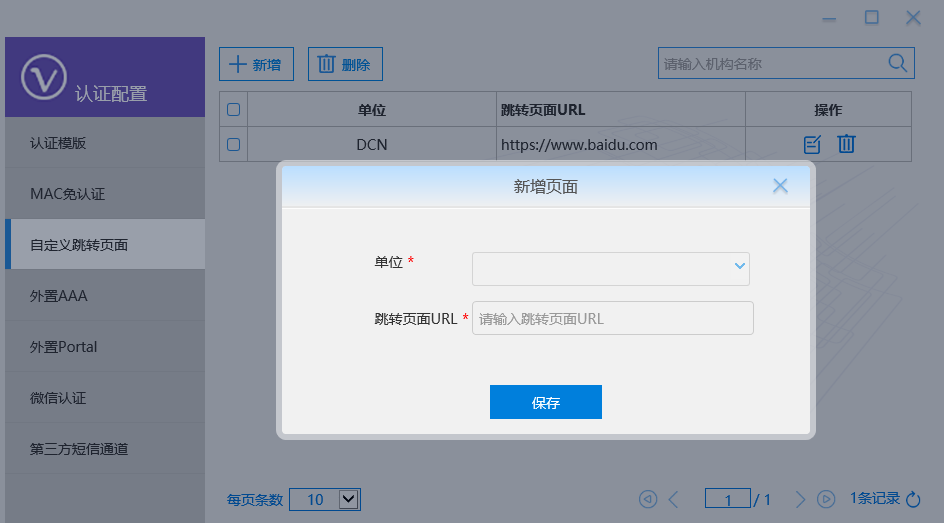 认证配置
认证模版
MAC免认证
自定义跳转页面
外置AAA
外置Portal
微信认证
第三方短信通道
新增 删除 请输入机构名称
单位 跳转页面URL 操作
DCN https://www.baidu.com
新增页面
单位 *
跳转页面URL * 请输入跳转页面URL
保存
每页条数 10 1 / 1 1条记录